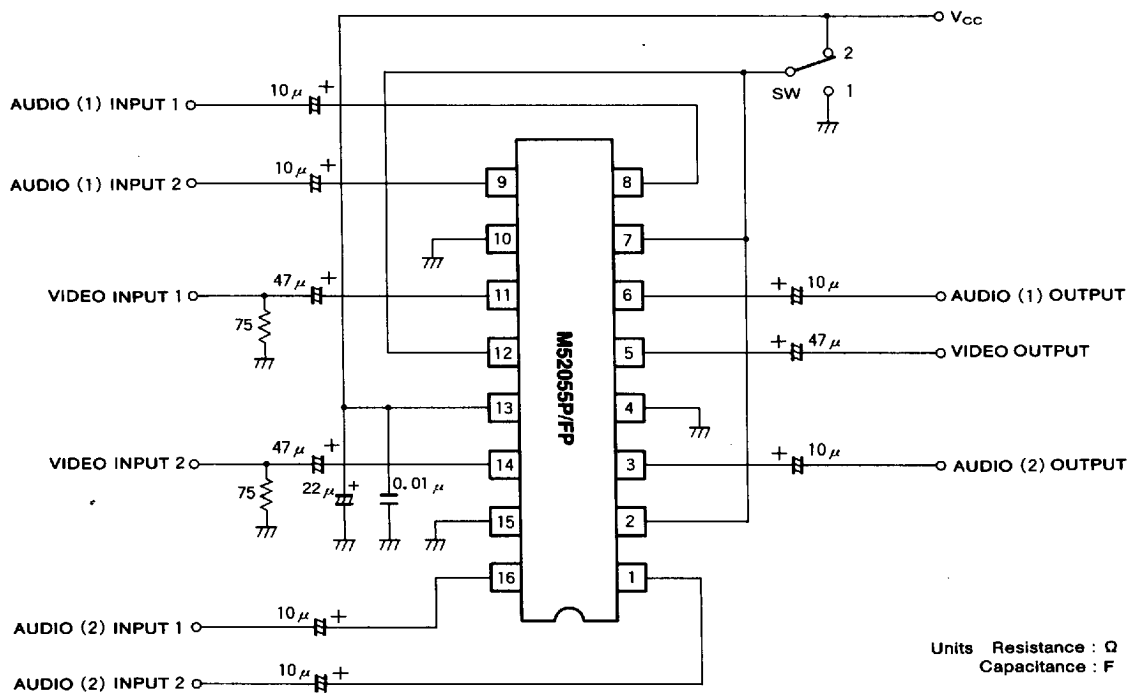 Vcc
2
SW
1
10μ +
AUDIO (1) INPUT 1
10μ +
AUDIO (1) INPUT 2
9
8
10
7
47μ +
VIDEO INPUT 1
11
6
+ 10μ
AUDIO (1) OUTPUT
75
12
5
+ 47μ
VIDEO OUTPUT
M52055P/FP
13
4
47μ +
VIDEO INPUT 2
14
3
+ 10μ
AUDIO (2) OUTPUT
75
22μ +
0.01μ
15
2
16
1
10μ +
AUDIO (2) INPUT 1
10μ +
AUDIO (2) INPUT 2
Units Resistance : Ω
Capacitance : F